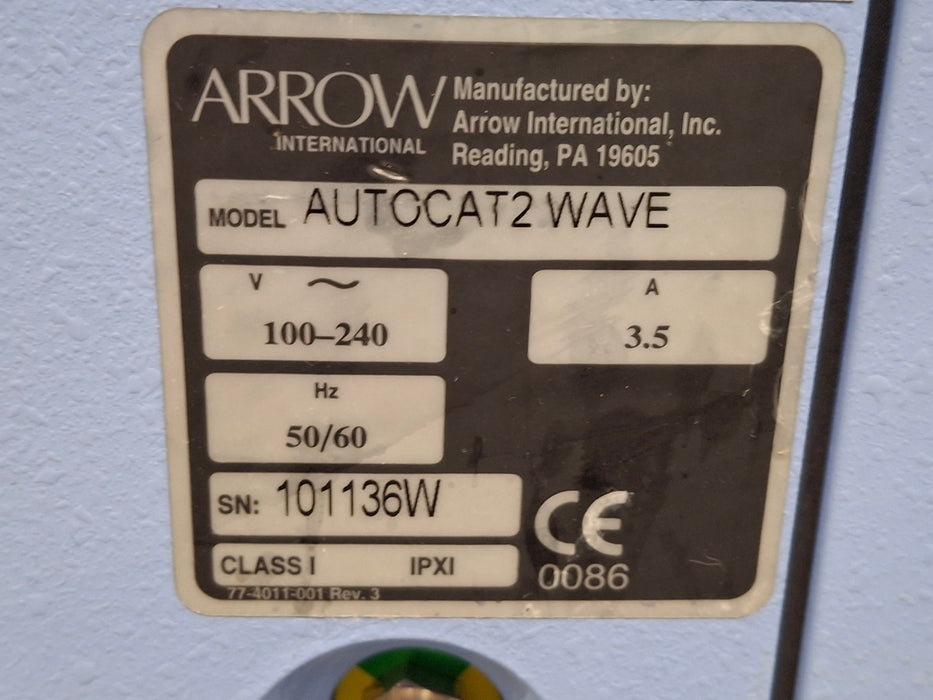 ARROW
INTERNATIONAL
Manufactured by:
Arrow International, Inc.
Reading, PA 19605
MODEL AUTOCAT2 WAVE
V ~
100–240
A
3.5
Hz
50/60
SN: 101136W
CLASS I IPXI
CE
0086
77-4011-001 Rev. 3